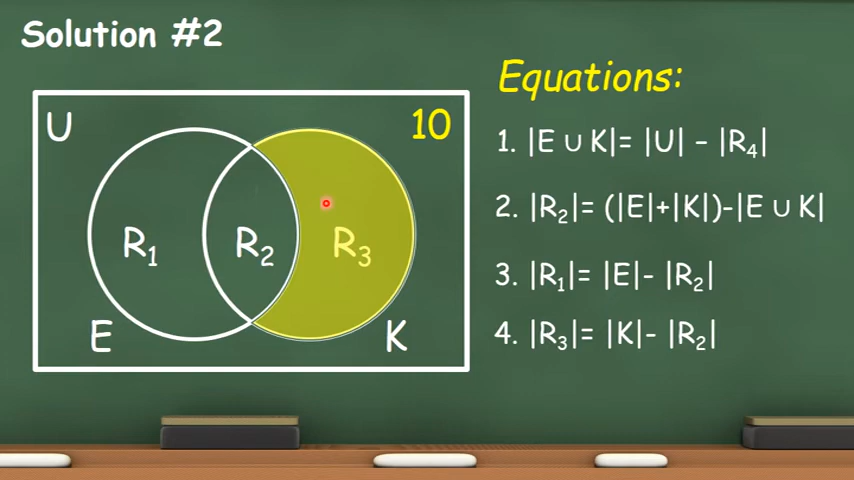 Solution #2
U
10
R₁
R₂
R₃
E
K
Equations:
1. |E ∪ K|= |U| - |R₄|
2. |R₂|= (|E|+|K|)-|E ∪ K|
3. |R₁|= |E|- |R₂|
4. |R₃|= |K|- |R₂|